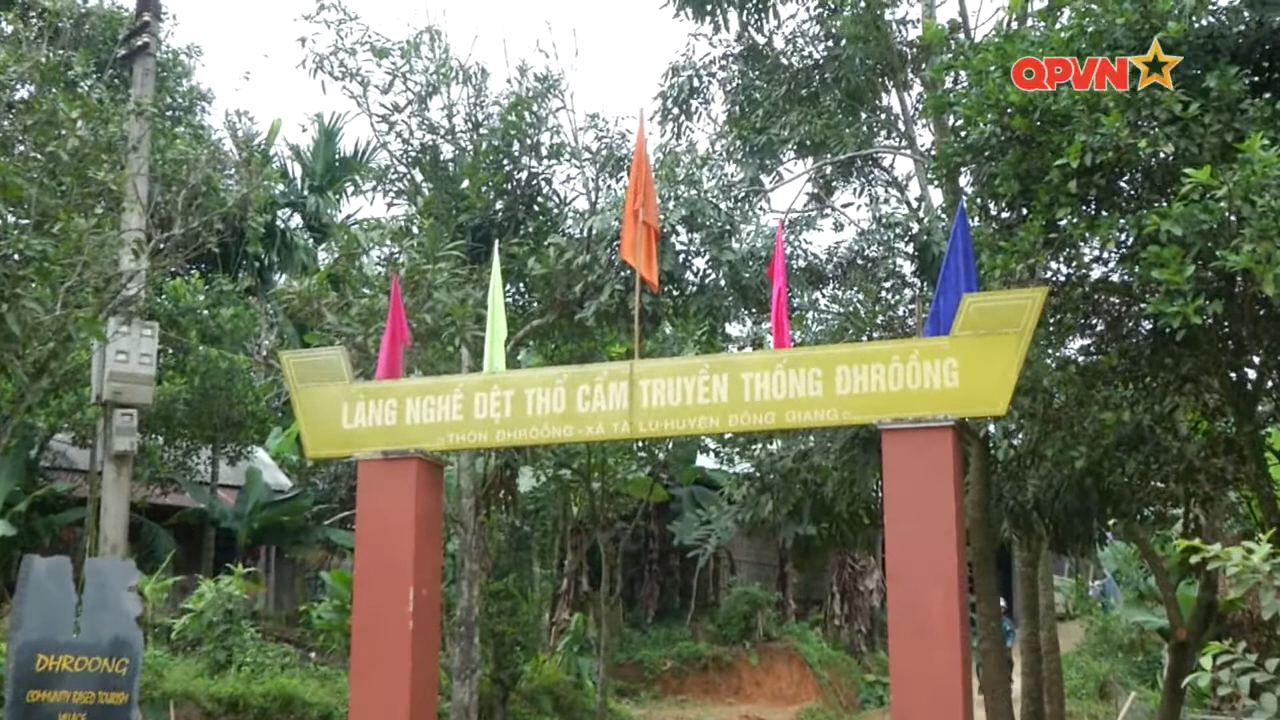 QPVN
LÀNG NGHỀ DỆT THỔ CẨM TRUYỀN THỐNG ĐHRÔỒNG
THÔN ĐHRÔỒNG - XÃ TÀ LU - HUYỆN ĐÔNG GIANG
DHROONG
COMMUNITY BASED TOURISM
VILLAGE